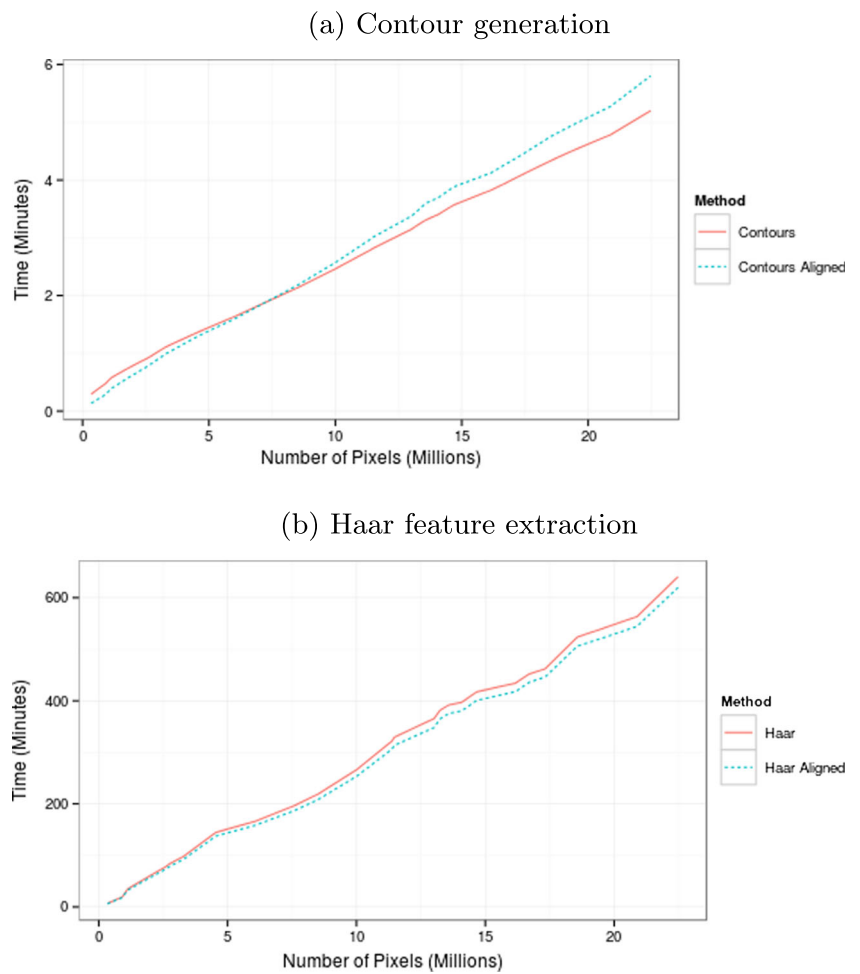 (a) Contour generation
6
4
2
0
Time (Minutes)
0 5 10 15 20
Number of Pixels (Millions)
Method
Contours
Contours Aligned
(b) Haar feature extraction
600
400
200
0
Time (Minutes)
0 5 10 15 20
Number of Pixels (Millions)
Method
Haar
Haar Aligned